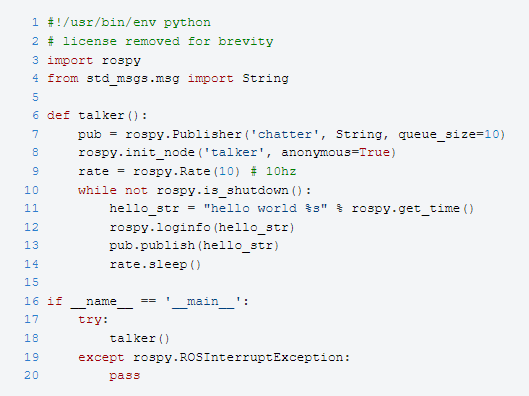 1 #!/usr/bin/env python
2 # license removed for brevity
3 import rospy
4 from std_msgs.msg import String
5
6 def talker():
7     pub = rospy.Publisher('chatter', String, queue_size=10)
8     rospy.init_node('talker', anonymous=True)
9     rate = rospy.Rate(10) # 10hz
10     while not rospy.is_shutdown():
11         hello_str = "hello world %s" % rospy.get_time()
12         rospy.loginfo(hello_str)
13         pub.publish(hello_str)
14         rate.sleep()
15
16 if __name__ == '__main__':
17     try:
18         talker()
19     except rospy.ROSInterruptException:
20         pass